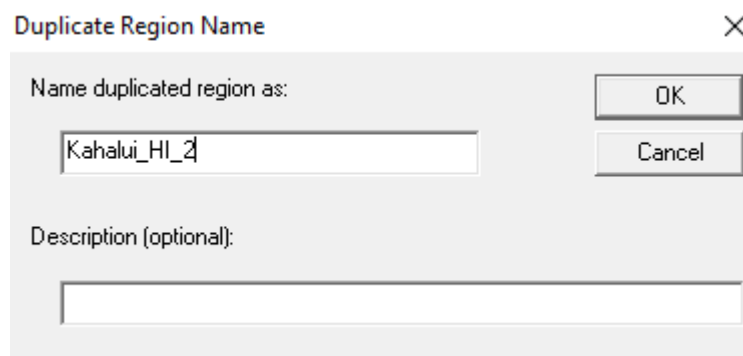 Duplicate Region Name
Name duplicated region as:
OK
Kahalui_HI_2
Cancel
Description (optional):